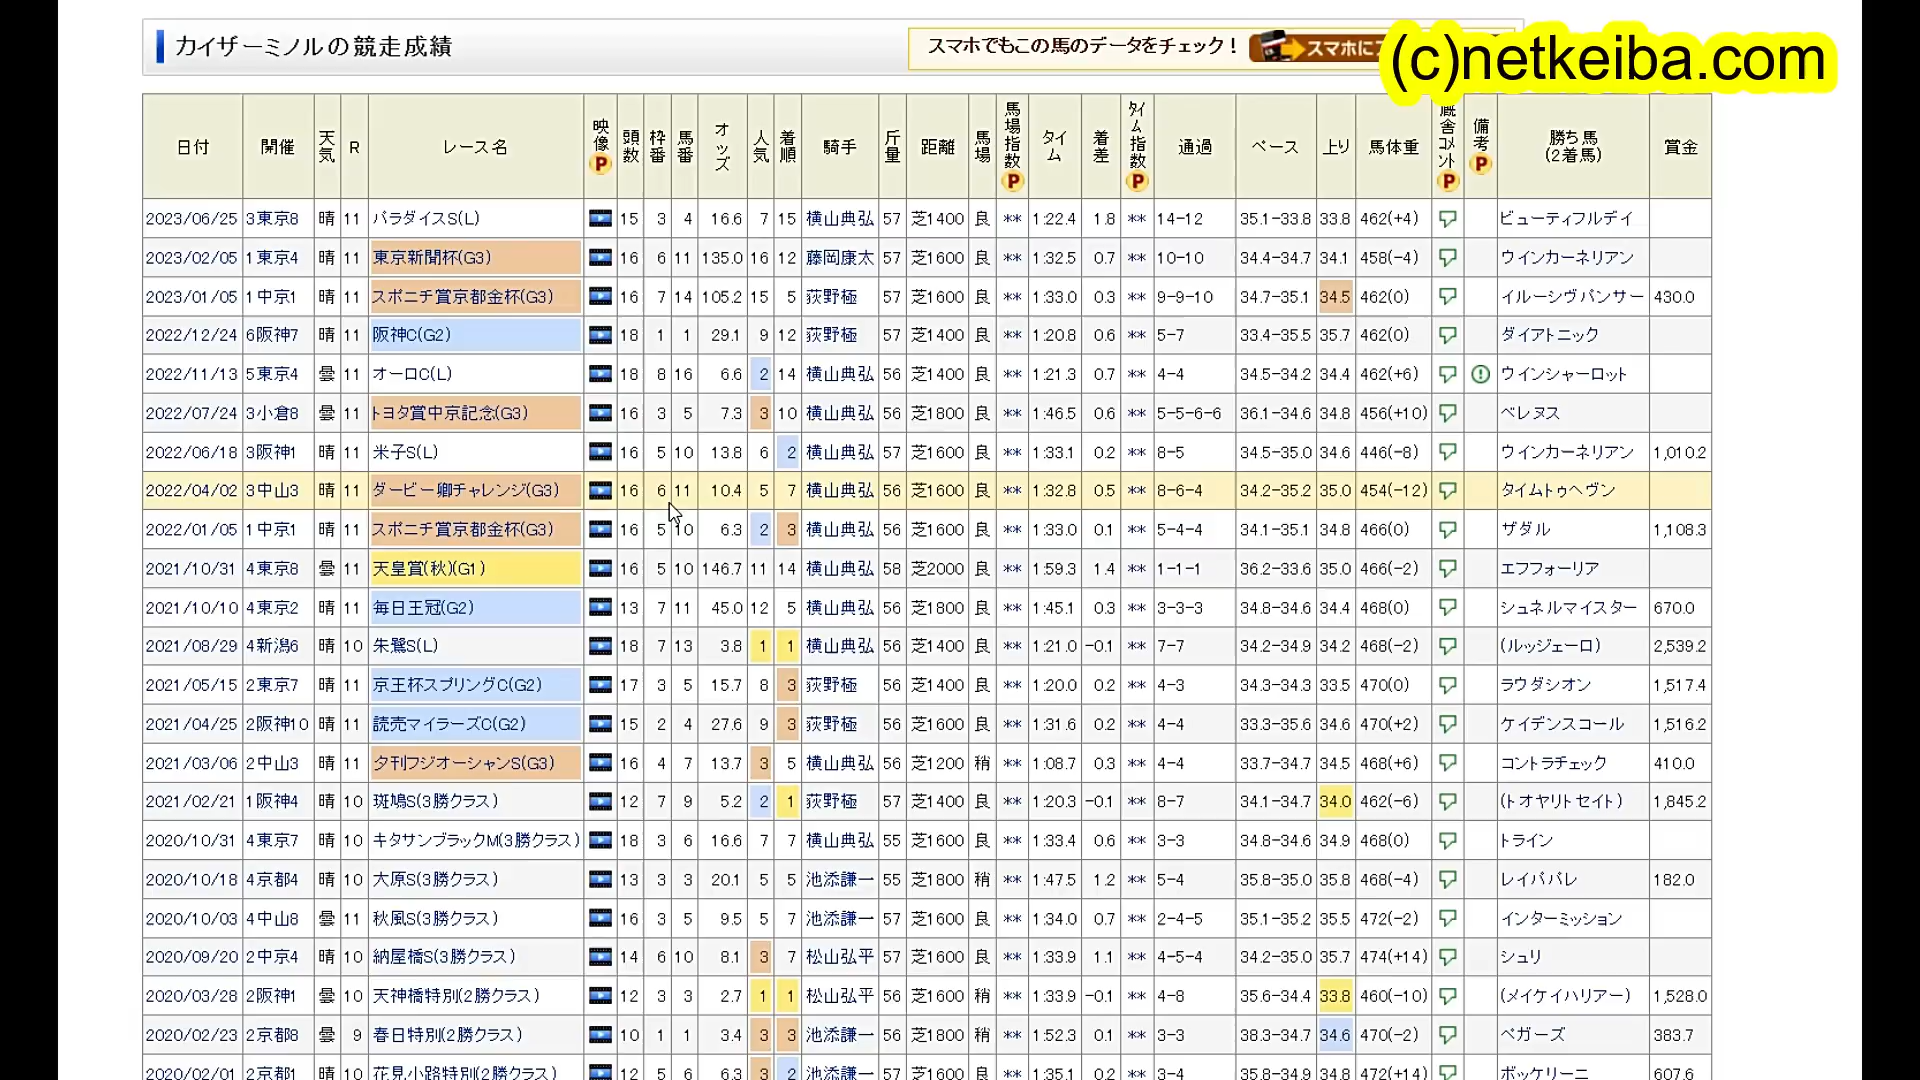 カイザーミノルの競走成績
スマホでもこの馬のデータをチェック！
スマホに
(c)netkeiba.com
日付 開催 天気 R レース名 映像 頭数 枠番 馬番 オッズ 人気 着順 騎手 斤量 距離 馬場 馬場指数 タイム 着差 タイム指数 通過 ペース 上り 馬体重 厩舎コメント 備考 勝ち馬(2着馬) 賞金
2023/06/25 3東京8 晴 11 パラダイスS(L) 15 3 4 16.6 7 15 横山典弘 57 芝1400 良 ** 1:22.4 1.8 ** 14-12 35.1-33.8 33.8 462(+4) ビューティフルデイ
2023/02/05 1東京4 晴 11 東京新聞杯(G3) 16 6 11 135.0 16 12 藤岡康太 57 芝1600 良 ** 1:32.5 0.7 ** 10-10 34.4-34.7 34.1 458(-4) ウインカーネリアン
2023/01/05 1中京1 晴 11 スポニチ賞京都金杯(G3) 16 7 14 105.2 15 5 荻野極 57 芝1600 良 ** 1:33.0 0.3 ** 9-9-10 34.7-35.1 34.5 462(0) イルーシヴパンサー 430.0
2022/12/24 6阪神7 晴 11 阪神C(G2) 18 1 1 29.1 9 12 荻野極 57 芝1400 良 ** 1:20.8 0.6 ** 5-7 33.4-35.5 35.7 462(0) ダイアトニック
2022/11/13 5東京4 曇 11 オーロC(L) 18 8 16 6.6 2 14 横山典弘 56 芝1400 良 ** 1:21.3 0.7 ** 4-4 34.5-34.2 34.4 462(+6) ウインシャーロット
2022/07/24 3小倉8 曇 11 トヨタ賞中京記念(G3) 16 3 5 7.3 3 10 横山典弘 56 芝1800 良 ** 1:46.5 0.6 ** 5-5-6-6 36.1-34.6 34.8 456(+10) ベレヌス
2022/06/18 3阪神1 晴 11 米子S(L) 16 5 10 13.8 6 2 横山典弘 57 芝1600 良 ** 1:33.1 0.2 ** 8-5 34.5-35.0 34.6 446(-8) ウインカーネリアン 1,010.2
2022/04/02 3中山3 晴 11 ダービー卿チャレンジ(G3) 16 6 11 10.4 5 7 横山典弘 56 芝1600 良 ** 1:32.8 0.5 ** 8-6-4 34.2-35.2 35.0 454(-12) タイムトゥヘヴン
2022/01/05 1中京1 晴 11 スポニチ賞京都金杯(G3) 16 5 10 6.3 2 3 横山典弘 56 芝1600 良 ** 1:33.0 0.1 ** 5-4-4 34.1-35.1 34.8 466(0) ザダル 1,108.3
2021/10/31 4東京8 曇 11 天皇賞(秋)(G1) 16 5 10 146.7 11 14 横山典弘 58 芝2000 良 ** 1:59.3 1.4 ** 1-1-1 36.2-33.6 35.0 466(-2) エフフォーリア
2021/10/10 4東京2 晴 11 毎日王冠(G2) 13 7 11 45.0 12 5 横山典弘 56 芝1800 良 ** 1:45.1 0.3 ** 3-3-3 34.8-34.6 34.4 468(0) シュネルマイスター 670.0
2021/08/29 4新潟6 晴 10 朱鷺S(L) 18 7 13 3.8 1 1 横山典弘 56 芝1400 良 ** 1:21.0 -0.1 ** 7-7 34.2-34.9 34.2 468(-2) (ルッジェーロ) 2,539.2
2021/05/15 2東京7 晴 11 京王杯スプリングC(G2) 17 3 5 15.7 8 3 荻野極 56 芝1400 良 ** 1:20.0 0.2 ** 4-3 34.3-34.3 33.5 470(0) ラウダシオン 1,517.4
2021/04/25 2阪神10 晴 11 読売マイラーズC(G2) 15 2 4 27.6 9 3 荻野極 56 芝1600 良 ** 1:31.6 0.2 ** 4-4 33.3-35.6 34.6 470(+2) ケイデンスコール 1,516.2
2021/03/06 2中山3 晴 11 夕刊フジオーシャンS(G3) 16 4 7 13.7 3 5 横山典弘 56 芝1200 稍 ** 1:08.7 0.3 ** 4-4 33.7-34.7 34.5 468(+6) コントラチェック 410.0
2021/02/21 1阪神4 晴 10 斑鳩S(3勝クラス) 12 7 9 5.2 2 1 荻野極 57 芝1400 良 ** 1:20.3 -0.1 ** 8-7 34.1-34.7 34.0 462(-6) (トオヤリトセイト) 1,845.2
2020/10/31 4東京7 晴 10 キタサンブラックM(3勝クラス) 18 3 6 16.6 7 7 横山典弘 55 芝1600 良 ** 1:33.4 0.6 ** 3-3 34.8-34.6 34.9 468(0) トライン
2020/10/18 4京都4 晴 10 大原S(3勝クラス) 13 3 3 20.1 5 5 池添謙一 55 芝1800 稍 ** 1:47.5 1.2 ** 5-4 35.8-35.0 35.8 468(-4) レイパパレ 182.0
2020/10/03 4中山8 曇 11 秋風S(3勝クラス) 16 3 5 9.5 5 7 池添謙一 57 芝1600 良 ** 1:34.0 0.7 ** 2-4-5 35.1-35.2 35.5 472(-2) インターミッション
2020/09/20 2中京4 晴 10 納屋橋S(3勝クラス) 14 6 10 8.1 3 7 松山弘平 57 芝1600 良 ** 1:33.9 1.1 ** 4-5-4 34.2-35.0 35.7 474(+14) シュリ
2020/03/28 2阪神1 曇 10 天神橋特別(2勝クラス) 12 3 3 2.7 1 1 松山弘平 56 芝1600 稍 ** 1:33.9 -0.1 ** 4-8 35.6-34.4 33.8 460(-10) (メイケイハリアー) 1,528.0
2020/02/23 2京都8 曇 9 春日特別(2勝クラス) 10 1 1 3.4 3 3 池添謙一 56 芝1800 稍 ** 1:52.3 0.1 ** 3-3 38.3-34.7 34.6 470(-2) ベガーズ 383.7
2020/02/01 2京都1 晴 10 花見小路特別(2勝クラス) 12 5 6 6.3 3 2 池添謙一 57 芝1600 良 ** 1:35.1 0.2 ** 3-4 35.8-34.9 34.8 472(+14) ボッケリーニ 607.6